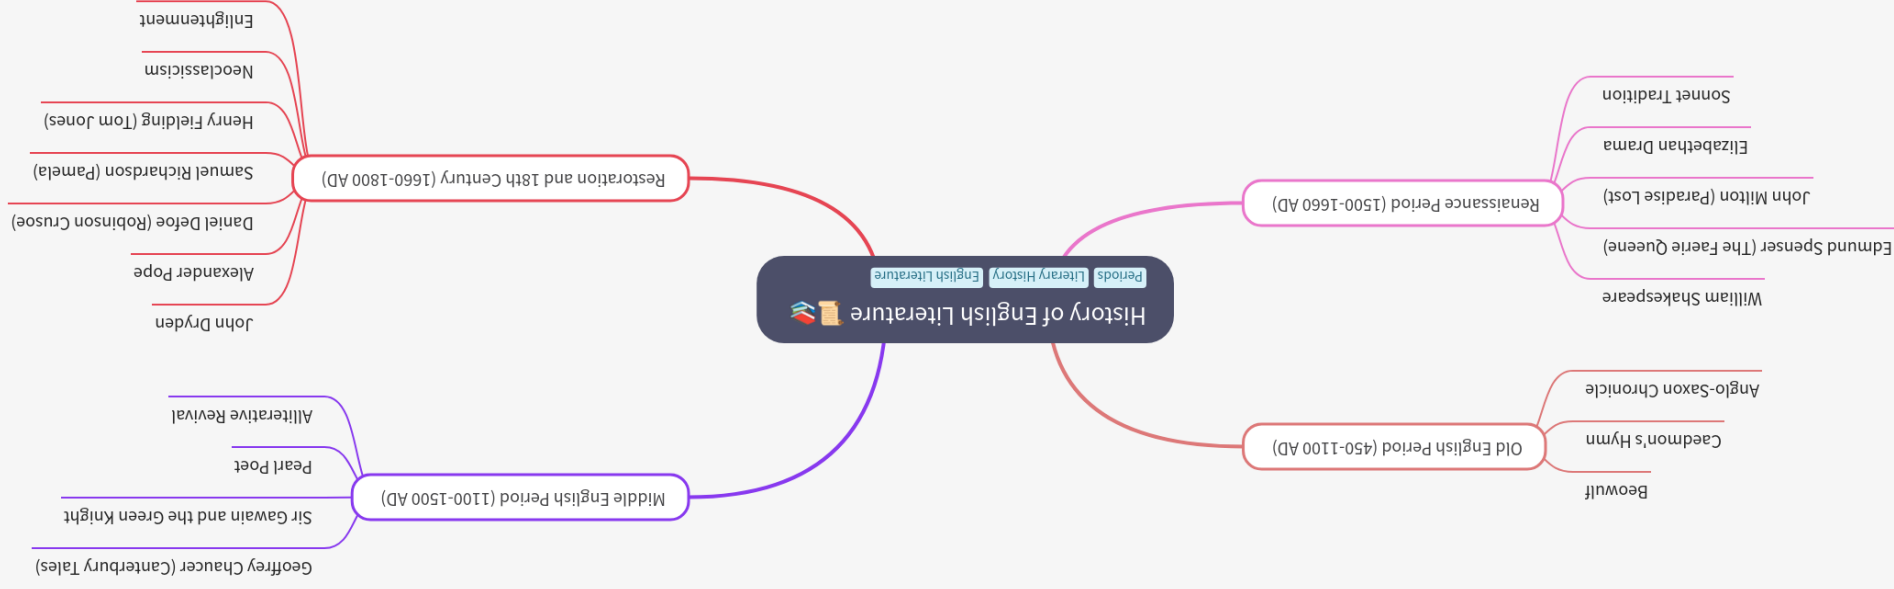 History of English Literature 📜📚
Periods Literary History English Literature
Old English Period (450-1100 AD)
Beowulf
Caedmon's Hymn
Anglo-Saxon Chronicle
Middle English Period (1100-1500 AD)
Geoffrey Chaucer (Canterbury Tales)
Sir Gawain and the Green Knight
Pearl Poet
Alliterative Revival
Renaissance Period (1500-1660 AD)
William Shakespeare
Edmund Spenser (The Faerie Queene)
John Milton (Paradise Lost)
Elizabethan Drama
Sonnet Tradition
Restoration and 18th Century (1660-1800 AD)
John Dryden
Alexander Pope
Daniel Defoe (Robinson Crusoe)
Samuel Richardson (Pamela)
Henry Fielding (Tom Jones)
Neoclassicism
Enlightenment